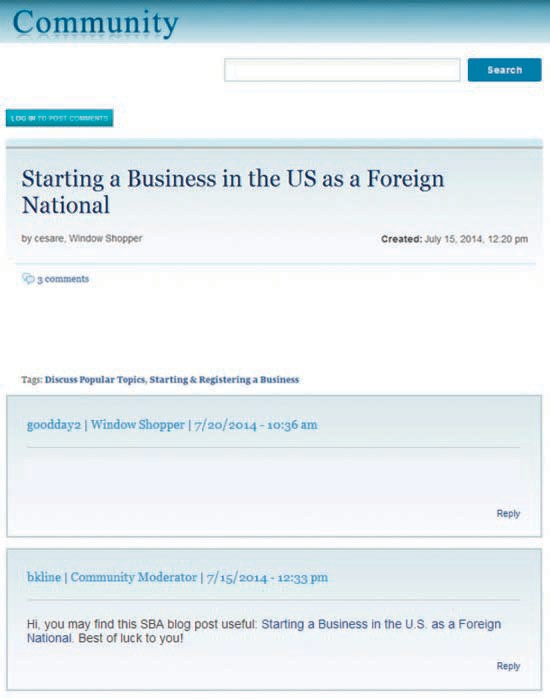 Community
Search
LOG IN TO POST COMMENTS
Starting a Business in the US as a Foreign
National
by cesare, Window Shopper
Created: July 15, 2014, 12:20 pm
3 comments
Tags: Discuss Popular Topics, Starting & Registering a Business
goodday2 | Window Shopper | 7/20/2014 - 10:36 am
Reply
bkline | Community Moderator | 7/15/2014 - 12:33 pm
Hi, you may find this SBA blog post useful: Starting a Business in the U.S. as a Foreign
National. Best of luck to you!
Reply